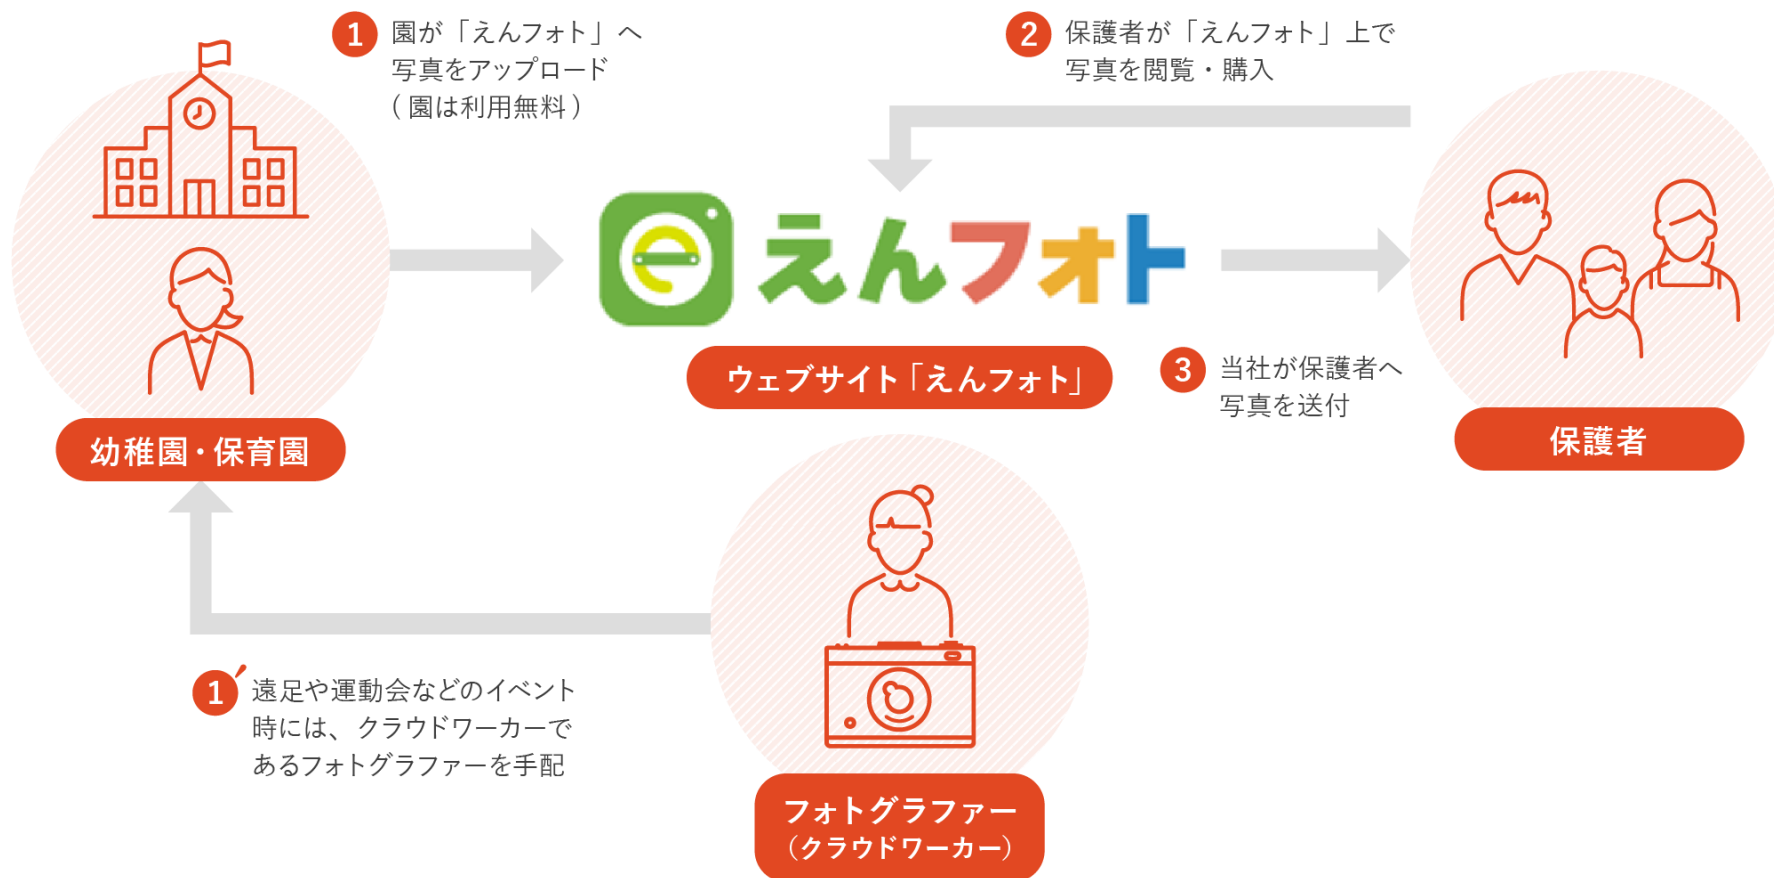 1 園が「えんフォト」へ
写真をアップロード
(園は利用無料)
2 保護者が「えんフォト」上で
写真を閲覧・購入
えんフォト
ウェブサイト「えんフォト」
3 当社が保護者へ
写真を送付
幼稚園・保育園
保護者
1′ 遠足や運動会などのイベント
時には、クラウドワーカーで
あるフォトグラファーを手配
フォトグラファー
(クラウドワーカー)